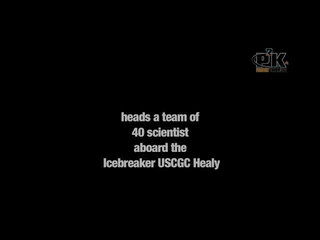 heads a team of
40 scientist
aboard the
Icebreaker USCGC Healy